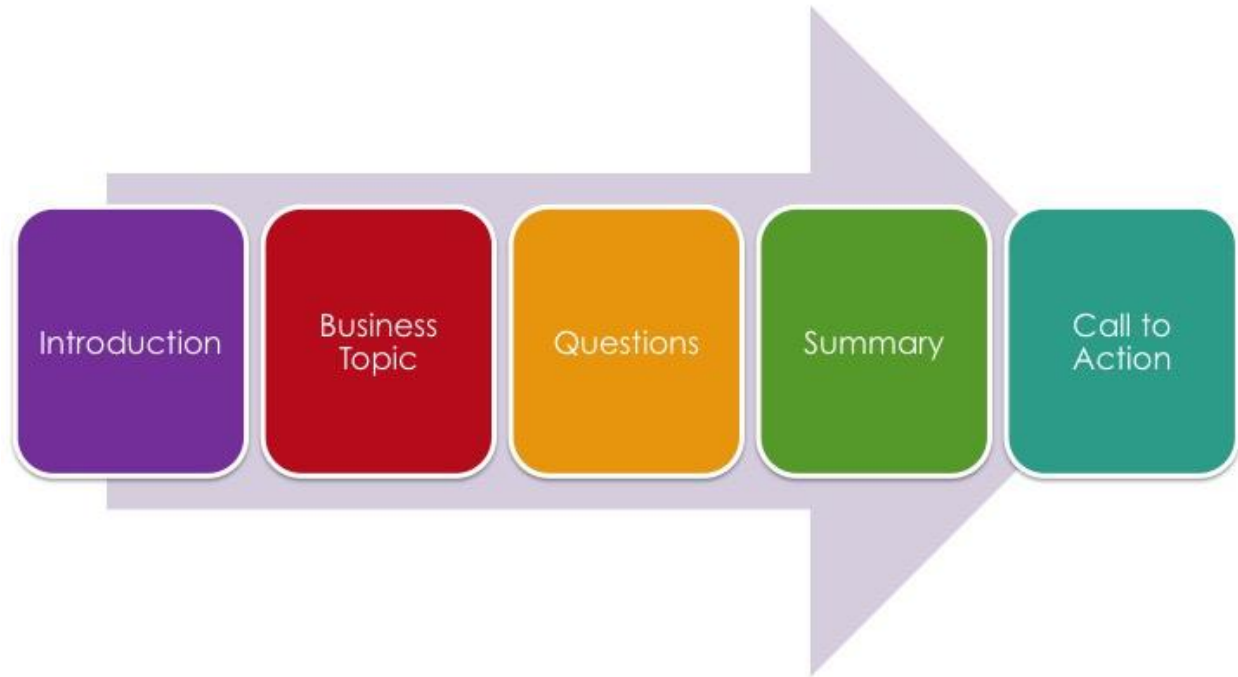 Introduction
Business
Topic
Questions
Summary
Call to
Action